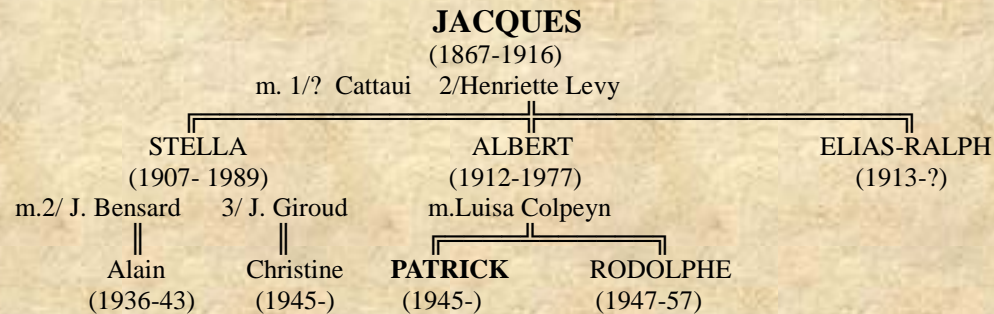 JACQUES
(1867-1916)
m. 1/? Cattaui 2/Henriette Levy
STELLA ALBERT ELIAS-RALPH
(1907- 1989) (1912-1977) (1913-?)
m.2/ J. Bensard 3/ J. Giroud m.Luisa Colpeyn
Alain Christine PATRICK RODOLPHE
(1936-43) (1945-) (1945-) (1947-57)